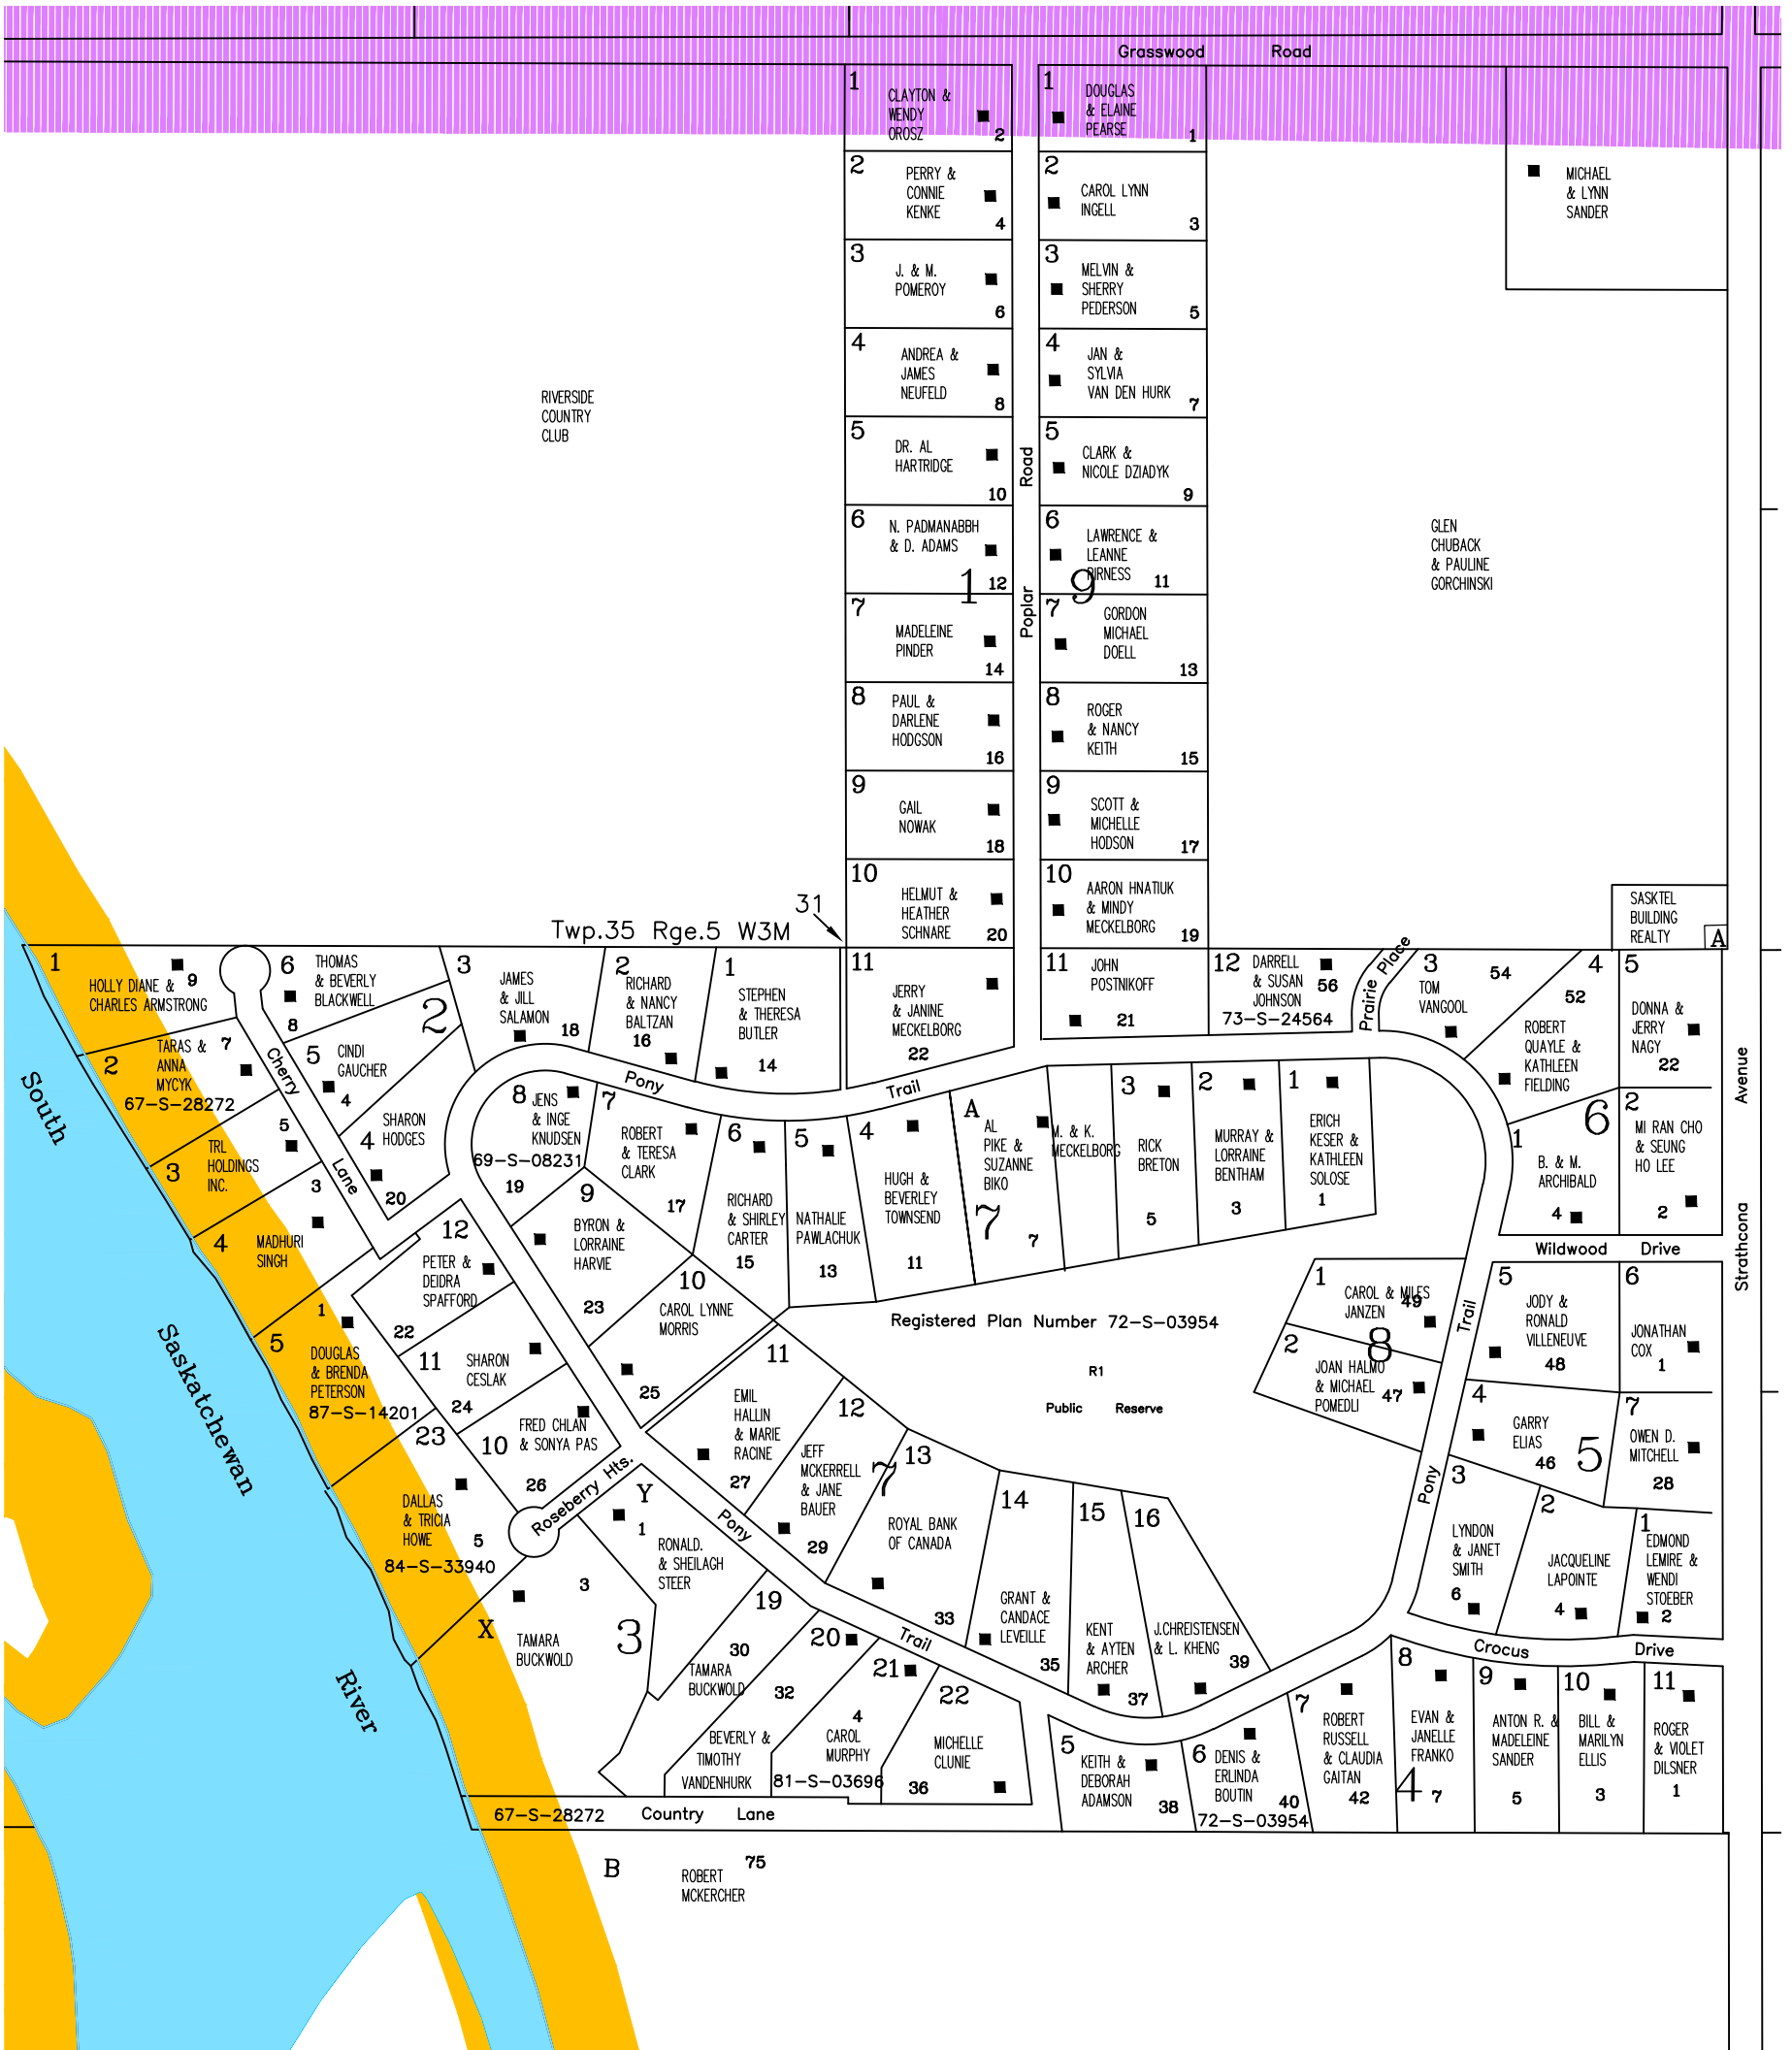 Grasswood Road
1
CLAYTON &
WENDY
OROSZ
2
1
DOUGLAS
& ELAINE
PEARSE
1
2
PERRY &
CONNIE
KENKE
4
2
CAROL LYNN
INGELL
3
MICHAEL
& LYNN
SANDER
3
J. & M.
POMEROY
6
3
MELVIN &
SHERRY
PEDERSON
5
4
ANDREA &
JAMES
NEUFELD
8
4
JAN &
SYLVIA
VAN DEN HURK
7
RIVERSIDE
COUNTRY
CLUB
5
DR. AL
HARTRIDGE
10
5
CLARK &
NICOLE DZIADYK
9
Poplar Road
6
N. PADMANABBH
& D. ADAMS
12
1
6
LAWRENCE &
LEANNE
PIRNESS
11
9
GLEN
CHUBACK
& PAULINE
GORCHINSKI
7
MADELEINE
PINDER
14
7
GORDON
MICHAEL
DOELL
13
8
PAUL &
DARLENE
HODGSON
16
8
ROGER
& NANCY
KEITH
15
9
GAIL
NOWAK
18
9
SCOTT &
MICHELLE
HODSON
17
10
HELMUT &
HEATHER
SCHNARE
20
10
AARON HNATIUK
& MINDY
MECKELBORG
19
SASKTEL
BUILDING
REALTY
A
31
Twp.35 Rge.5 W3M
1
HOLLY DIANE &
CHARLES ARMSTRONG
9
6
THOMAS
& BEVERLY
BLACKWELL
8
2
3
JAMES
& JILL
SALAMON
18
2
RICHARD
& NANCY
BALTZAN
16
1
STEPHEN
& THERESA
BUTLER
14
11
JERRY
& JANINE
MECKELBORG
22
11
JOHN
POSTNIKOFF
21
12
DARRELL
& SUSAN
JOHNSON
56
73-S-24564
Prairie Place
3
TOM
VANGOOL
54
4
52
ROBERT
QUAYLE &
KATHLEEN
FIELDING
5
DONNA &
JERRY
NAGY
22
2
TARAS &
ANNA
MYCYK
7
67-S-28272
Cherry Lane
5
CINDI
GAUCHER
4
4
SHARON
HODGES
20
Pony Trail
8
JENS
& INGE
KNUDSEN
69-S-08231
19
7
ROBERT
& TERESA
CLARK
17
6
RICHARD
& SHIRLEY
CARTER
15
5
NATHALIE
PAWLACHUK
13
4
HUGH &
BEVERLEY
TOWNSEND
11
A
AL
PIKE &
SUZANNE
BIKO
7
7
M. & K.
MECKELBORG
3
RICK
BRETON
5
2
MURRAY &
LORRAINE
BENTHAM
3
1
ERICH
KESER &
KATHLEEN
SOLOSE
1
6
1
B. & M.
ARCHIBALD
4
2
MI RAN CHO
& SEUNG
HO LEE
2
Strathcona Avenue
South
Saskatchewan
River
3
TRL
HOLDINGS
INC.
5
4
MADHURI
SINGH
3
12
PETER &
DEIDRA
SPAFFORD
22
9
BYRON &
LORRAINE
HARVIE
23
10
CAROL LYNNE
MORRIS
25
Registered Plan Number 72-S-03954
R1
Public Reserve
Wildwood Drive
1
CAROL & MILES
JANZEN
49
8
2
JOAN HALMO
& MICHAEL
POMEDLI
47
Pony Trail
5
JODY &
RONALD
VILLENEUVE
48
6
JONATHAN
COX
1
5
DOUGLAS
& BRENDA
PETERSON
1
87-S-14201
11
SHARON
CESLAK
24
10
FRED CHLAN
& SONYA PAS
26
11
EMIL
HALLIN
& MARIE
RACINE
27
12
JEFF
MCKERRELL
& JANE
BAUER
29
7
13
ROYAL BANK
OF CANADA
33
14
GRANT &
CANDACE
LEVEILLE
35
15
KENT
& AYTEN
ARCHER
37
16
J.CHRISTENSEN
& L. KHENG
39
4
GARRY
ELIAS
46
5
7
OWEN D.
MITCHELL
28
3
LYNDON
& JANET
SMITH
6
2
JACQUELINE
LAPOINTE
4
1
EDMOND
LEMIRE &
WENDI
STOEBER
2
23
DALLAS
& TRICIA
HOWE
5
84-S-33940
Roseberry Hts.
Y
1
RONALD.
& SHEILAGH
STEER
Pony Trail
X
3
TAMARA
BUCKWOLD
3
19
30
TAMARA
BUCKWOLD
20
32
BEVERLY &
TIMOTHY
VANDENHURK
21
4
CAROL
MURPHY
81-S-03696
22
MICHELLE
CLUNIE
36
Crocus Drive
5
KEITH &
DEBORAH
ADAMSON
38
6
DENIS &
ERLINDA
BOUTIN
40
72-S-03954
7
ROBERT
RUSSELL
& CLAUDIA
GAITAN
42
8
EVAN &
JANELLE
FRANKO
7
4
9
ANTON R. &
MADELEINE
SANDER
5
10
BILL &
MARILYN
ELLIS
3
11
ROGER
& VIOLET
DILSNER
1
67-S-28272 Country Lane
B
ROBERT
MCKERCHER
75